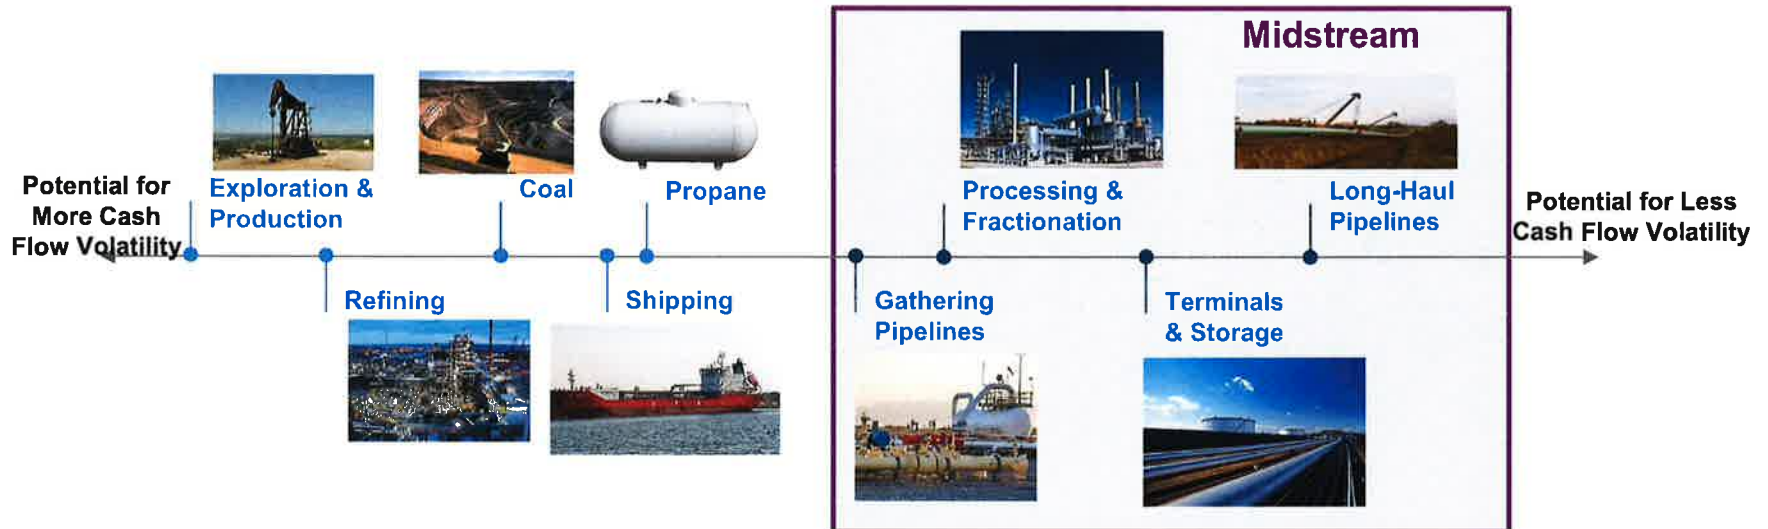 Midstream
Potential for
More Cash
Flow Volatility
Exploration &
Production
Coal
Propane
Processing &
Fractionation
Long-Haul
Pipelines
Potential for Less
Cash Flow Volatility
Refining
Shipping
Gathering
Pipelines
Terminals
& Storage